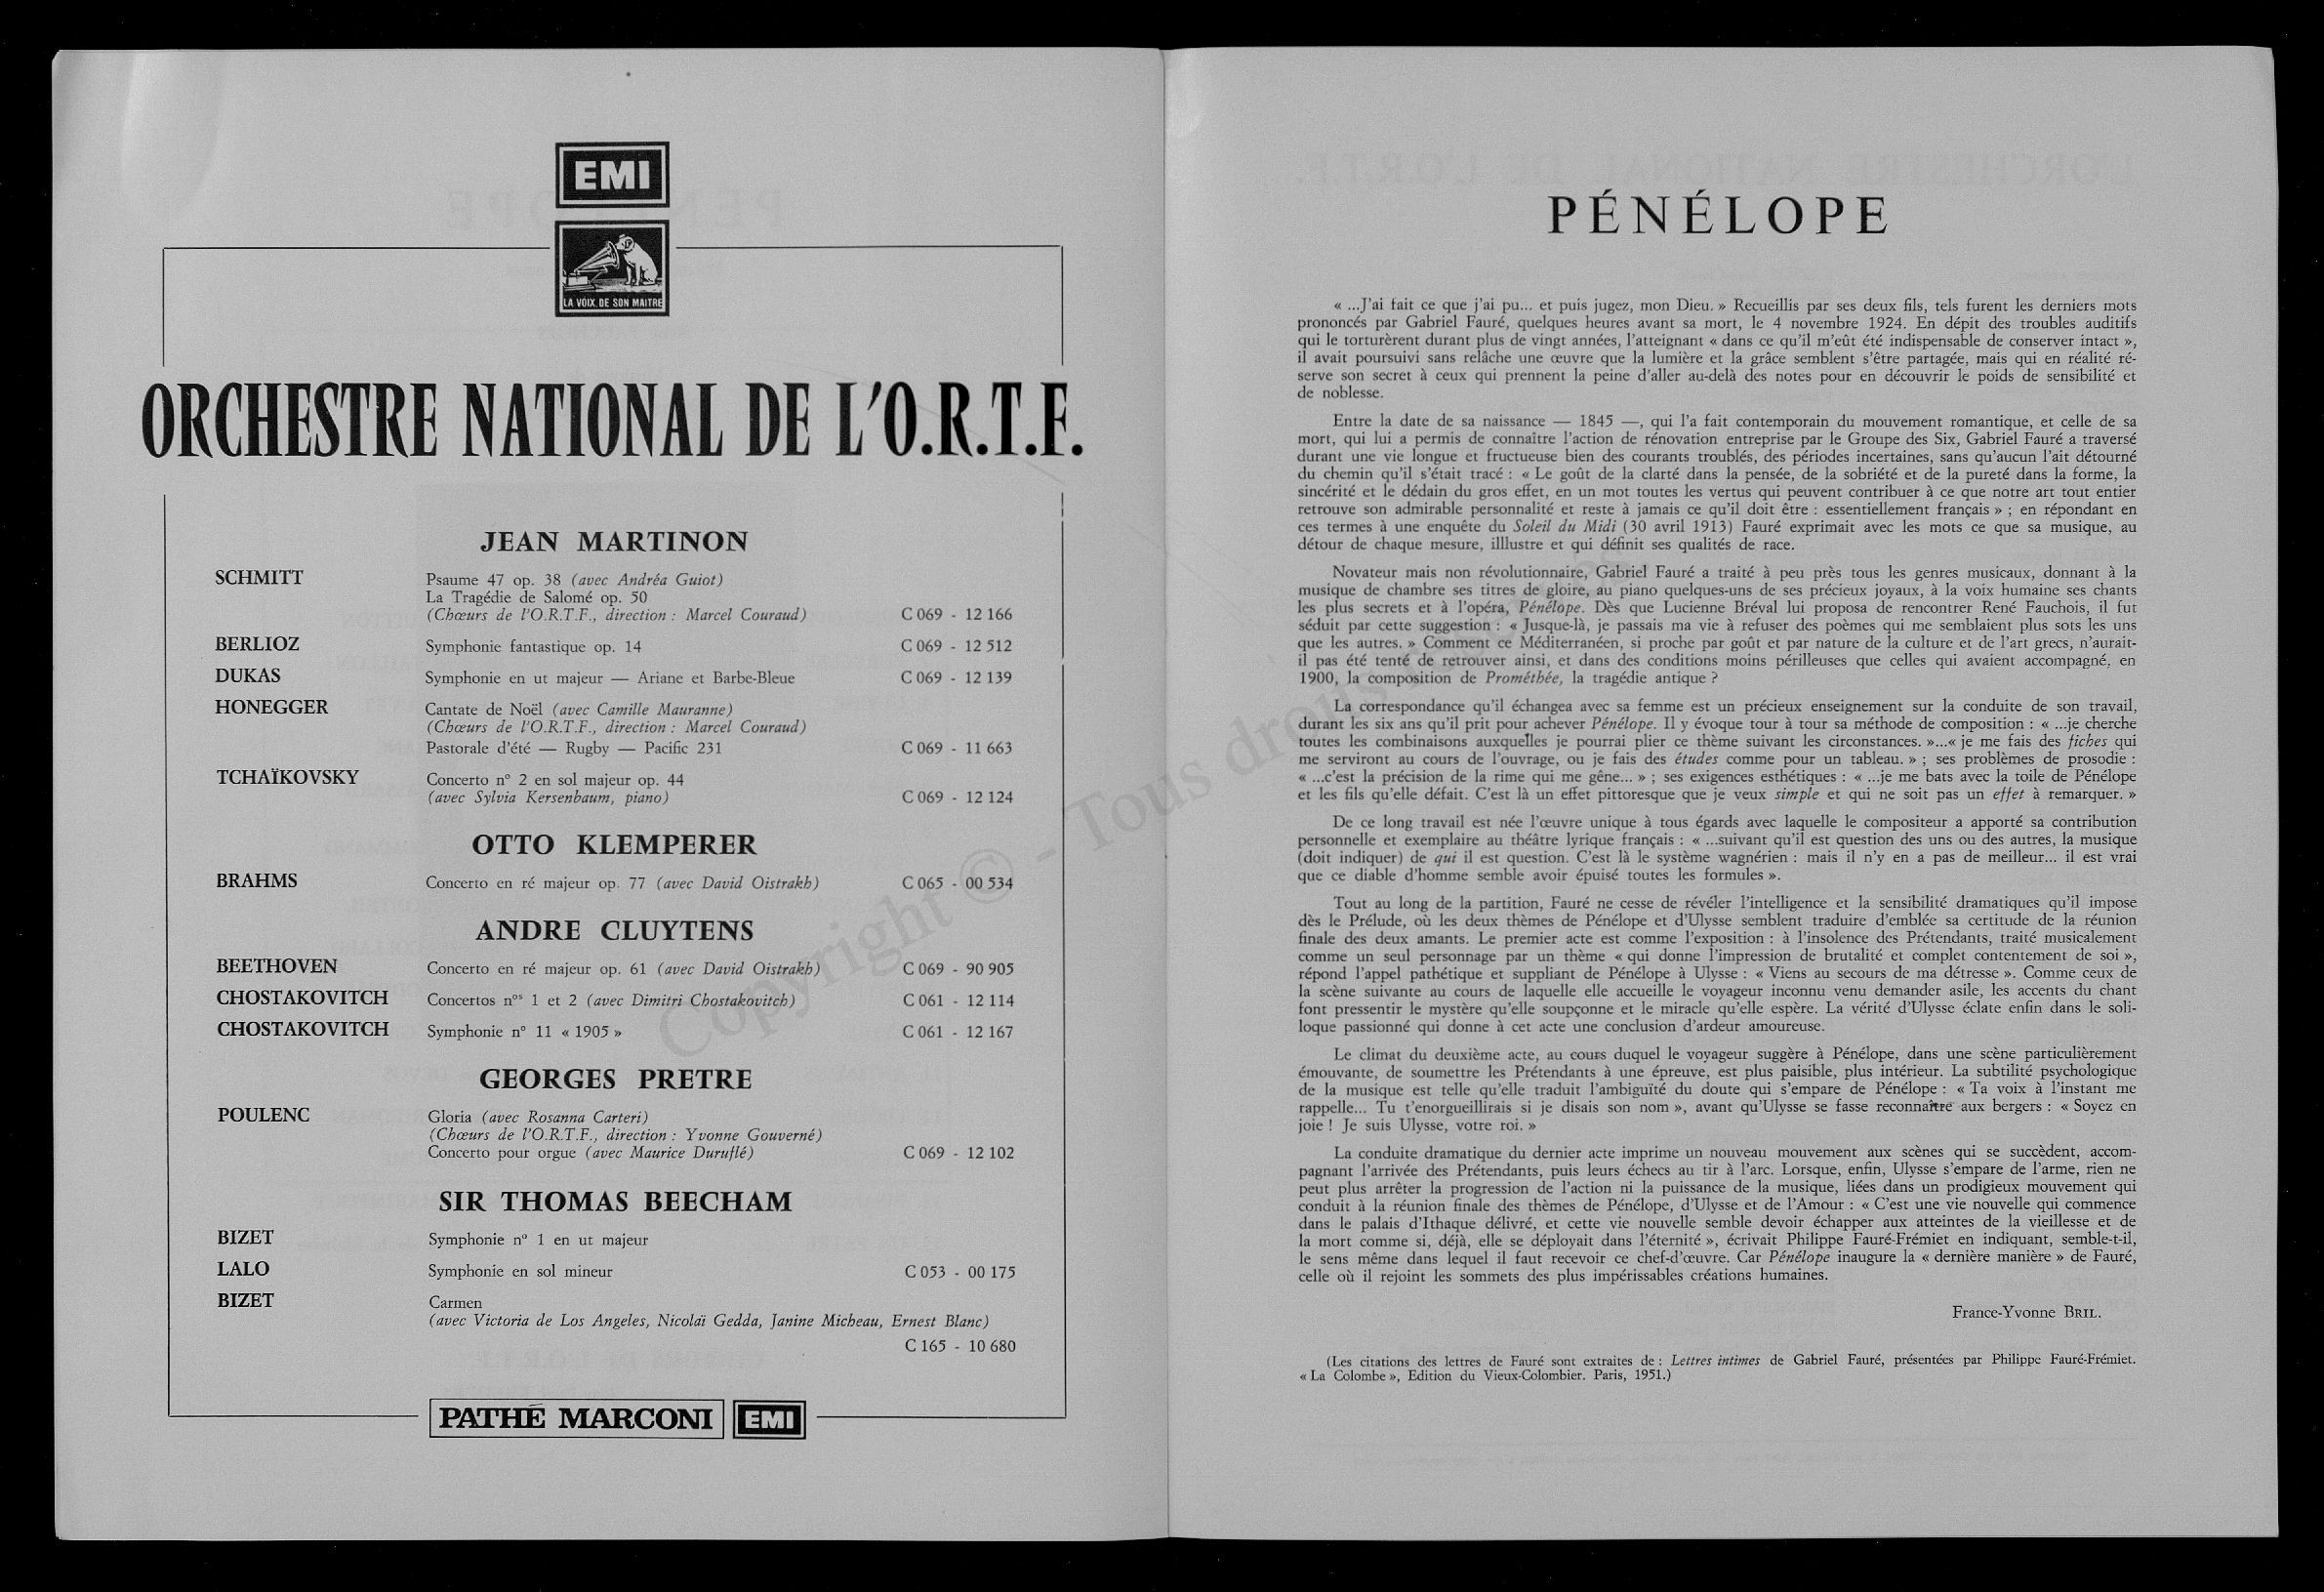 EMI
LA VOIX DE SON MAITRE
ORCHESTRE NATIONAL DE L'O.R.T.F.
JEAN MARTINON
SCHMITT Psaume 47 op. 38 (avec Andréa Guiot)
La Tragédie de Salomé op. 50
(Chœurs de l'O.R.T.F., direction : Marcel Couraud) C 069 - 12 166
BERLIOZ Symphonie fantastique op. 14 C 069 - 12 512
DUKAS Symphonie en ut majeur — Ariane et Barbe-Bleue C 069 - 12 139
HONEGGER Cantate de Noël (avec Camille Mauranne)
(Chœurs de l'O.R.T.F., direction : Marcel Couraud)
Pastorale d'été — Rugby — Pacific 231 C 069 - 11 663
TCHAÏKOVSKY Concerto n° 2 en sol majeur op. 44
(avec Sylvia Kersenbaum, piano) C 069 - 12 124
OTTO KLEMPERER
BRAHMS Concerto en ré majeur op. 77 (avec David Oistrakh) C 065 - 00 534
ANDRE CLUYTENS
BEETHOVEN Concerto en ré majeur op. 61 (avec David Oistrakh) C 069 - 90 905
CHOSTAKOVITCH Concertos nos 1 et 2 (avec Dimitri Chostakovitch) C 061 - 12 114
CHOSTAKOVITCH Symphonie n° 11 « 1905 » C 061 - 12 167
GEORGES PRETRE
POULENC Gloria (avec Rosanna Carteri)
(Chœurs de l'O.R.T.F., direction : Yvonne Gouverné)
Concerto pour orgue (avec Maurice Duruflé) C 069 - 12 102
SIR THOMAS BEECHAM
BIZET Symphonie n° 1 en ut majeur
LALO Symphonie en sol mineur C 053 - 00 175
BIZET Carmen
(avec Victoria de Los Angeles, Nicolaï Gedda, Janine Micheau, Ernest Blanc)
C 165 - 10 680
PATHÉ MARCONI EMI
PÉNÉLOPE
« ...J'ai fait ce que j'ai pu... et puis jugez, mon Dieu. » Recueillis par ses deux fils, tels furent les derniers mots
prononcés par Gabriel Fauré, quelques heures avant sa mort, le 4 novembre 1924. En dépit des troubles auditifs
qui le torturèrent durant plus de vingt années, l'atteignant « dans ce qu'il m'eût été indispensable de conserver intact »,
il avait poursuivi sans relâche une œuvre que la lumière et la grâce semblent s'être partagée, mais qui en réalité ré-
serve son secret à ceux qui prennent la peine d'aller au-delà des notes pour en découvrir le poids de sensibilité et
de noblesse.
Entre la date de sa naissance — 1845 —, qui l'a fait contemporain du mouvement romantique, et celle de sa
mort, qui lui a permis de connaître l'action de rénovation entreprise par le Groupe des Six, Gabriel Fauré a traversé
durant une vie longue et fructueuse bien des courants troublés, des périodes incertaines, sans qu'aucun l'ait détourné
du chemin qu'il s'était tracé : « Le goût de la clarté dans la pensée, de la sobriété et de la pureté dans la forme, la
sincérité et le dédain du gros effet, en un mot toutes les vertus qui peuvent contribuer à ce que notre art tout entier
retrouve son admirable personnalité et reste à jamais ce qu'il doit être : essentiellement français » ; en répondant en
ces termes à une enquête du Soleil du Midi (30 avril 1913) Fauré exprimait avec les mots ce que sa musique, au
détour de chaque mesure, illlustre et qui définit ses qualités de race.
Novateur mais non révolutionnaire, Gabriel Fauré a traité à peu près tous les genres musicaux, donnant à la
musique de chambre ses titres de gloire, au piano quelques-uns de ses précieux joyaux, à la voix humaine ses chants
les plus secrets et à l'opéra, Pénélope. Dès que Lucienne Bréval lui proposa de rencontrer René Fauchois, il fut
séduit par cette suggestion : « Jusque-là, je passais ma vie à refuser des poèmes qui me semblaient plus sots les uns
que les autres. » Comment ce Méditerranéen, si proche par goût et par nature de la culture et de l'art grecs, n'aurait-
il pas été tenté de retrouver ainsi, et dans des conditions moins périlleuses que celles qui avaient accompagné, en
1900, la composition de Prométhée, la tragédie antique ?
La correspondance qu'il échangea avec sa femme est un précieux enseignement sur la conduite de son travail,
durant les six ans qu'il prit pour achever Pénélope. Il y évoque tour à tour sa méthode de composition : « ...je cherche
toutes les combinaisons auxquelles je pourrai plier ce thème suivant les circonstances. »...« je me fais des fiches qui
me serviront au cours de l'ouvrage, ou je fais des études comme pour un tableau. » ; ses problèmes de prosodie :
« ...c'est la précision de la rime qui me gêne... » ; ses exigences esthétiques : « ...je me bats avec la toile de Pénélope
et les fils qu'elle défait. C'est là un effet pittoresque que je veux simple et qui ne soit pas un effet à remarquer. »
De ce long travail est née l'œuvre unique à tous égards avec laquelle le compositeur a apporté sa contribution
personnelle et exemplaire au théâtre lyrique français : « ...suivant qu'il est question des uns ou des autres, la musique
(doit indiquer) de qui il est question. C'est là le système wagnérien : mais il n'y en a pas de meilleur... il est vrai
que ce diable d'homme semble avoir épuisé toutes les formules ».
Tout au long de la partition, Fauré ne cesse de révéler l'intelligence et la sensibilité dramatiques qu'il impose
dès le Prélude, où les deux thèmes de Pénélope et d'Ulysse semblent traduire d'emblée sa certitude de la réunion
finale des deux amants. Le premier acte est comme l'exposition : à l'insolence des Prétendants, traité musicalement
comme un seul personnage par un thème « qui donne l'impression de brutalité et complet contentement de soi »,
répond l'appel pathétique et suppliant de Pénélope à Ulysse : « Viens au secours de ma détresse ». Comme ceux de
la scène suivante au cours de laquelle elle accueille le voyageur inconnu venu demander asile, les accents du chant
font pressentir le mystère qu'elle soupçonne et le miracle qu'elle espère. La vérité d'Ulysse éclate enfin dans le soli-
loque passionné qui donne à cet acte une conclusion d'ardeur amoureuse.
Le climat du deuxième acte, au cours duquel le voyageur suggère à Pénélope, dans une scène particulièrement
émouvante, de soumettre les Prétendants à une épreuve, est plus paisible, plus intérieur. La subtilité psychologique
de la musique est telle qu'elle traduit l'ambiguïté du doute qui s'empare de Pénélope : « Ta voix à l'instant me
rappelle... Tu t'enorgueillirais si je disais son nom », avant qu'Ulysse se fasse reconnaître aux bergers : « Soyez en
joie ! Je suis Ulysse, votre roi. »
La conduite dramatique du dernier acte imprime un nouveau mouvement aux scènes qui se succèdent, accom-
pagnant l'arrivée des Prétendants, puis leurs échecs au tir à l'arc. Lorsque, enfin, Ulysse s'empare de l'arme, rien ne
peut plus arrêter la progression de l'action ni la puissance de la musique, liées dans un prodigieux mouvement qui
conduit à la réunion finale des thèmes de Pénélope, d'Ulysse et de l'Amour : « C'est une vie nouvelle qui commence
dans le palais d'Ithaque délivré, et cette vie nouvelle semble devoir échapper aux atteintes de la vieillesse et de
la mort comme si, déjà, elle se déployait dans l'éternité », écrivait Philippe Fauré-Frémiet en indiquant, semble-t-il,
le sens même dans lequel il faut recevoir ce chef-d'œuvre. Car Pénélope inaugure la « dernière manière » de Fauré,
celle où il rejoint les sommets des plus impérissables créations humaines.
France-Yvonne BRIL.
(Les citations des lettres de Fauré sont extraites de : Lettres intimes de Gabriel Fauré, présentées par Philippe Fauré-Frémiet.
« La Colombe », Edition du Vieux-Colombier. Paris, 1951.)
Copyright © - Tous droits